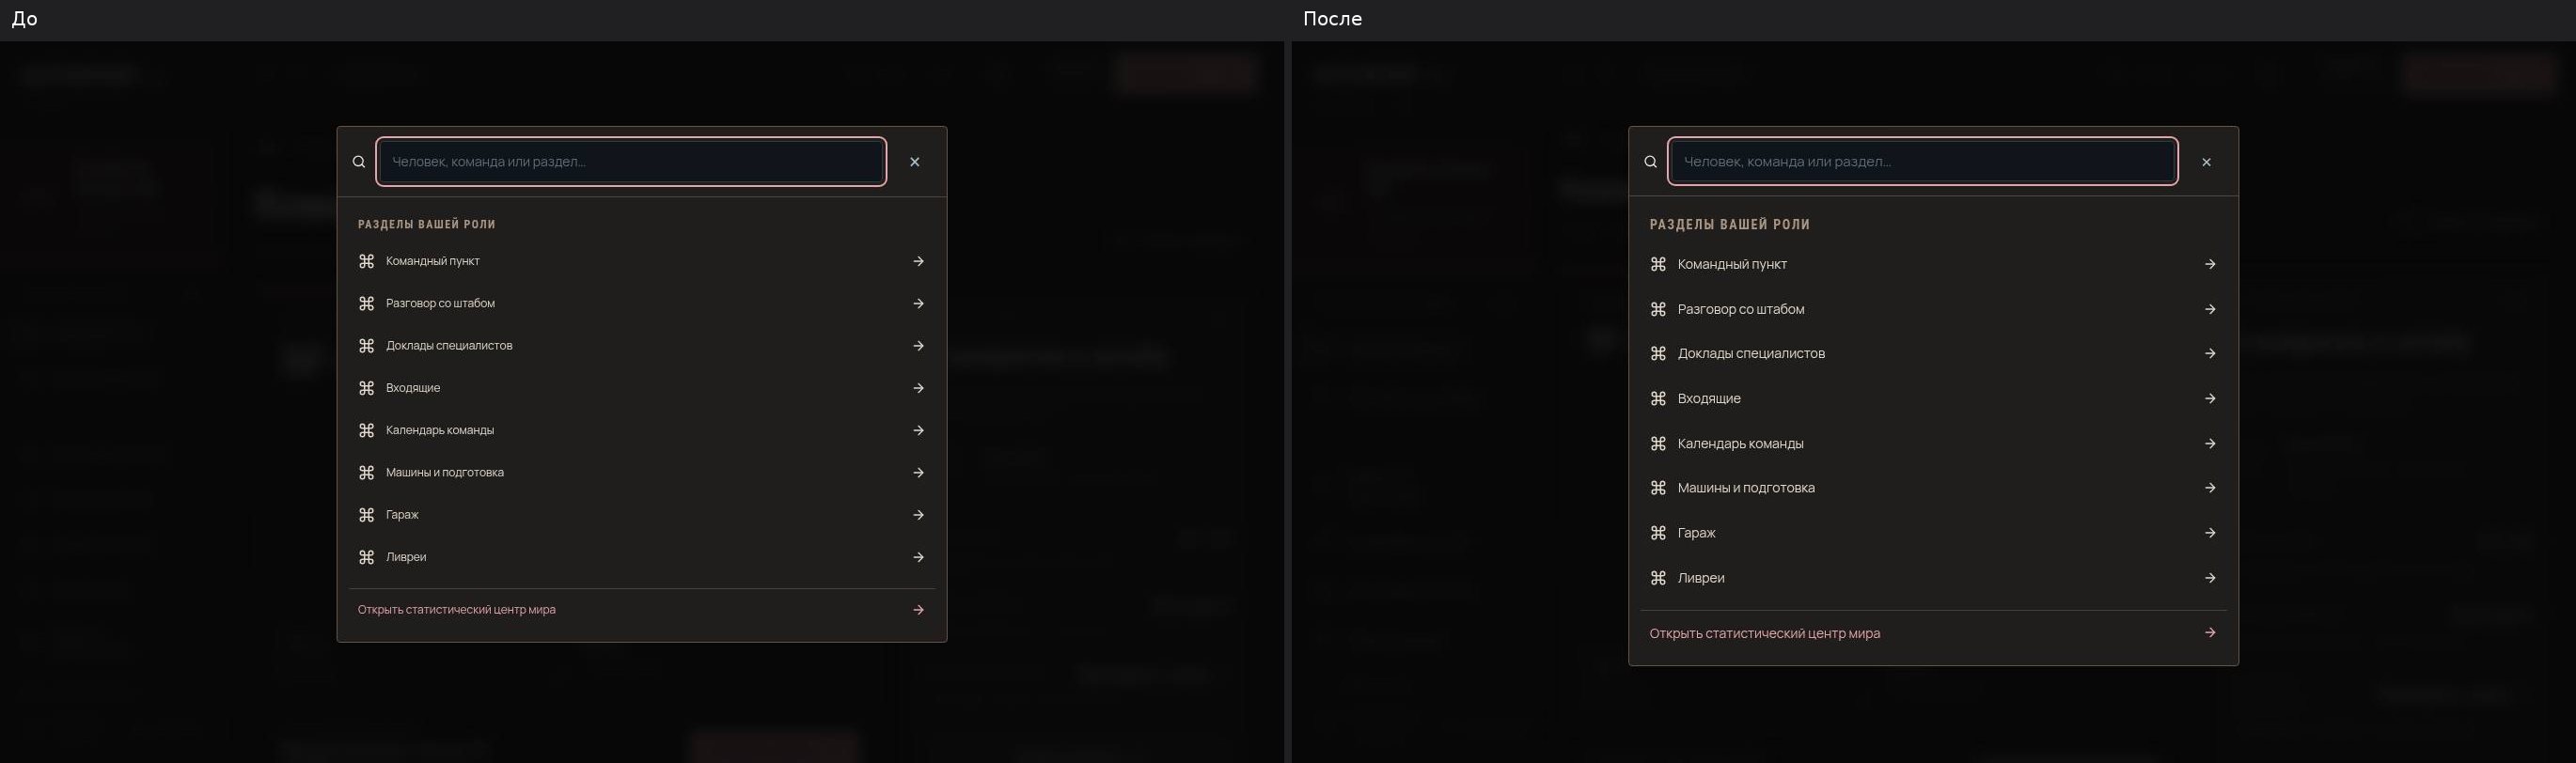 До
Человек, команда или раздел...
РАЗДЕЛЫ ВАШЕЙ РОЛИ
Командный пункт
Разговор со штабом
Доклады специалистов
Входящие
Календарь команды
Машины и подготовка
Гараж
Ливреи
Открыть статистический центр мира
После
Человек, команда или раздел...
РАЗДЕЛЫ ВАШЕЙ РОЛИ
Командный пункт
Разговор со штабом
Доклады специалистов
Входящие
Календарь команды
Машины и подготовка
Гараж
Ливреи
Открыть статистический центр мира